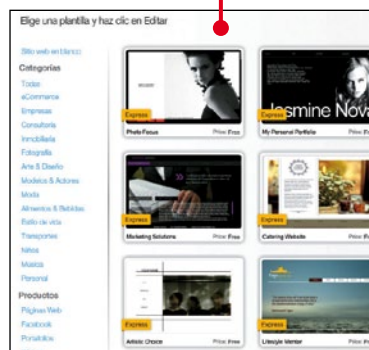 Elige una plantilla y haz clic en Editar
Sitio web en blanco
Categorías
Todas
eCommerce
Empresas
Consultoría
Inmobiliaria
Fotografía
Arte & Diseño
Modelos & Actores
Moda
Alimentos & Bebidas
Estilo de vida
Transportes
Niños
Música
Personal
Productos
Páginas Web
Facebook
Portafolios
Express
Photo Focus
Price: Free
Jasmine Nova
Express
My Personal Portfolio
Price:
Express
Marketing Solutions
Price: Free
Express
Catering Website
Price: Free
Express
Artistic Choice
Price: Free
Express
Lifestyle Mentor
Price: Free